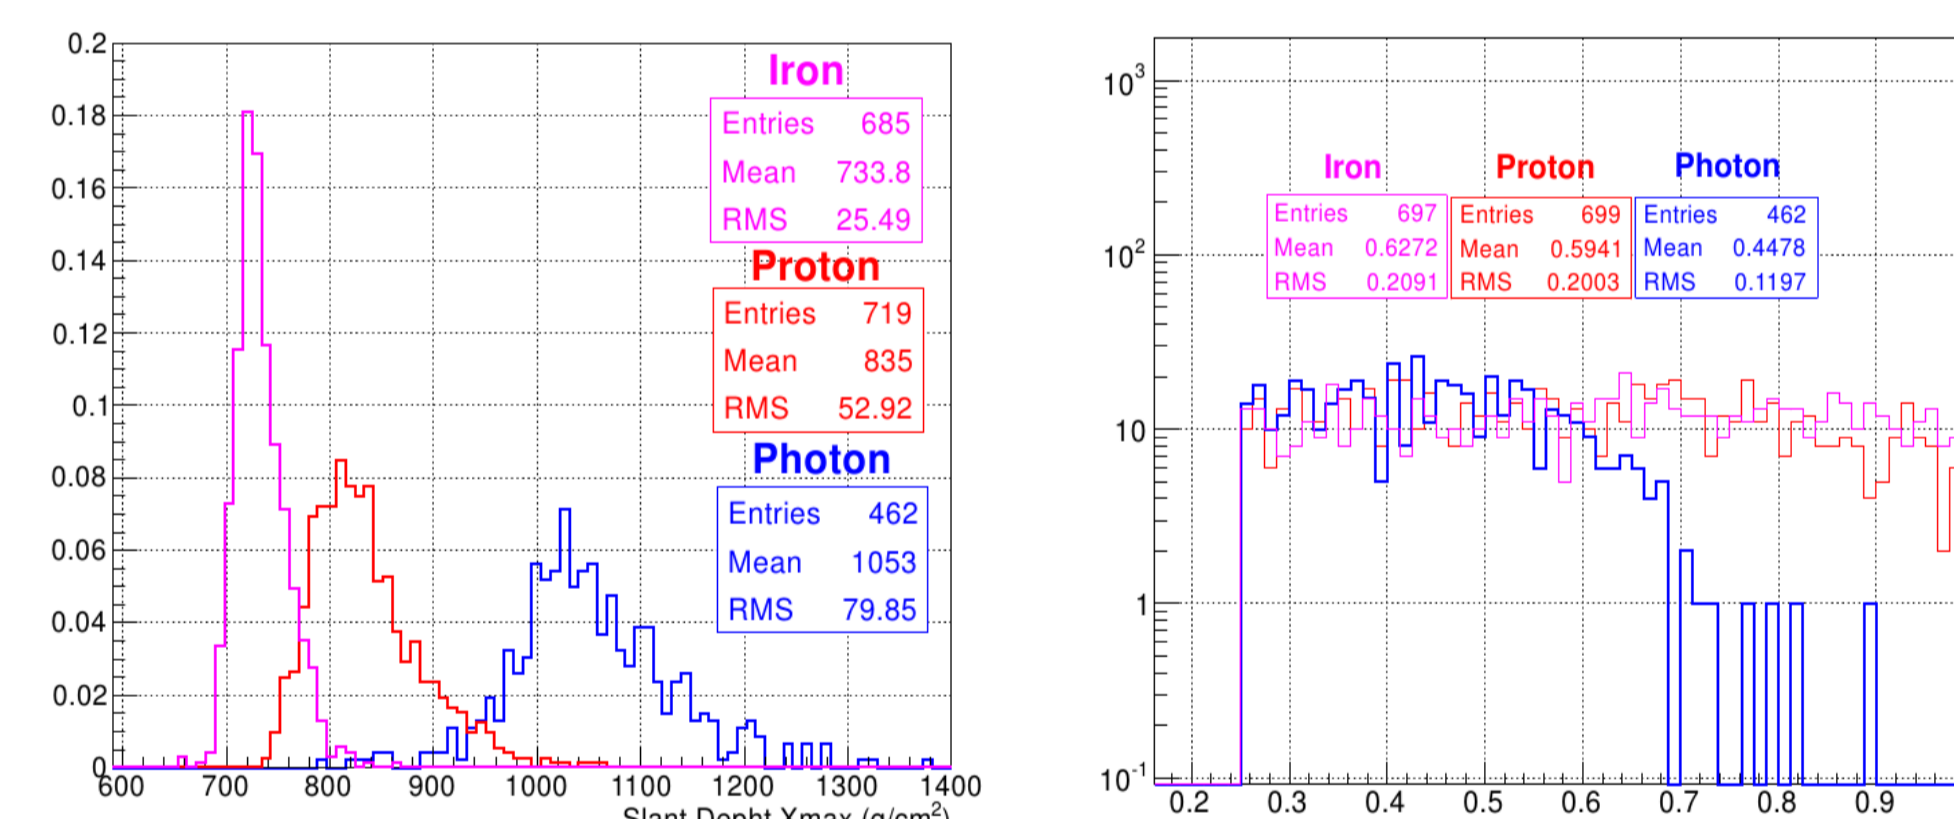 0.2
0.18
0.16
0.14
0.12
0.1
0.08
0.06
0.04
0.02
0
600 700 800 900 1000 1100 1200 1300 1400
Slant Depht Xmax (g/cm²)
Iron
Entries 685
Mean 733.8
RMS 25.49
Proton
Entries 719
Mean 835
RMS 52.92
Photon
Entries 462
Mean 1053
RMS 79.85
10³
10²
10
1
10⁻¹
0.2 0.3 0.4 0.5 0.6 0.7 0.8 0.9
Iron
Entries 697
Mean 0.6272
RMS 0.2091
Proton
Entries 699
Mean 0.5941
RMS 0.2003
Photon
Entries 462
Mean 0.4478
RMS 0.1197